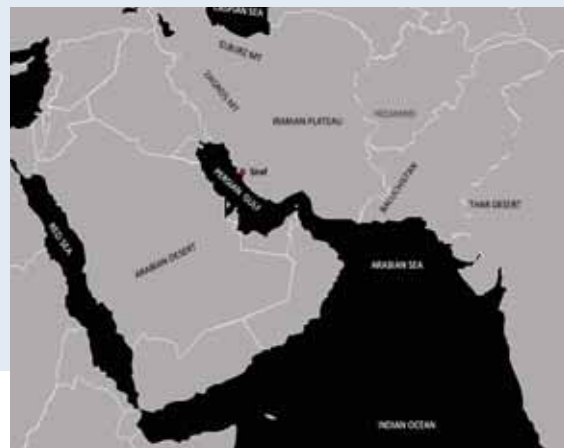 CASPIAN SEA
ELBURZ MT
ZAGROS MT
IRANIAN PLATEAU
Siraf
PERSIAN GULF
BALUCHISTAN
THAR DESERT
RED SEA
ARABIAN DESERT
ARABIAN SEA
INDIAN OCEAN